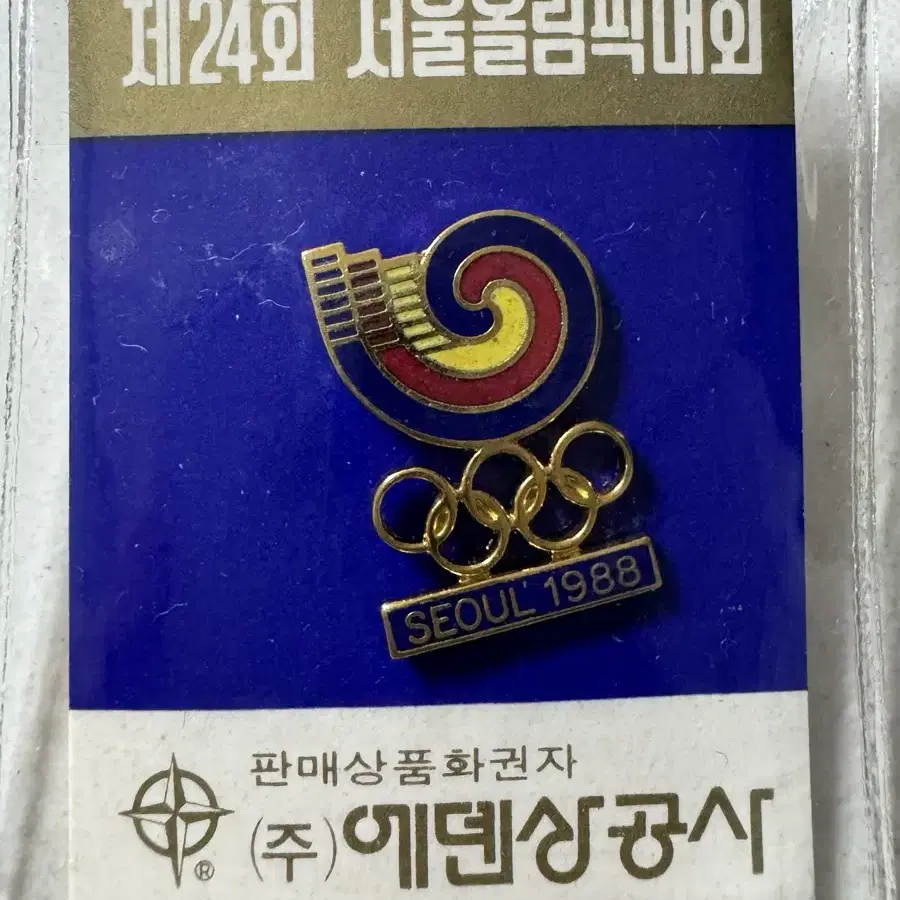 제24회 서울올림픽대회
SEOUL 1988
판매상품화권자
(주)에덴상공사
®